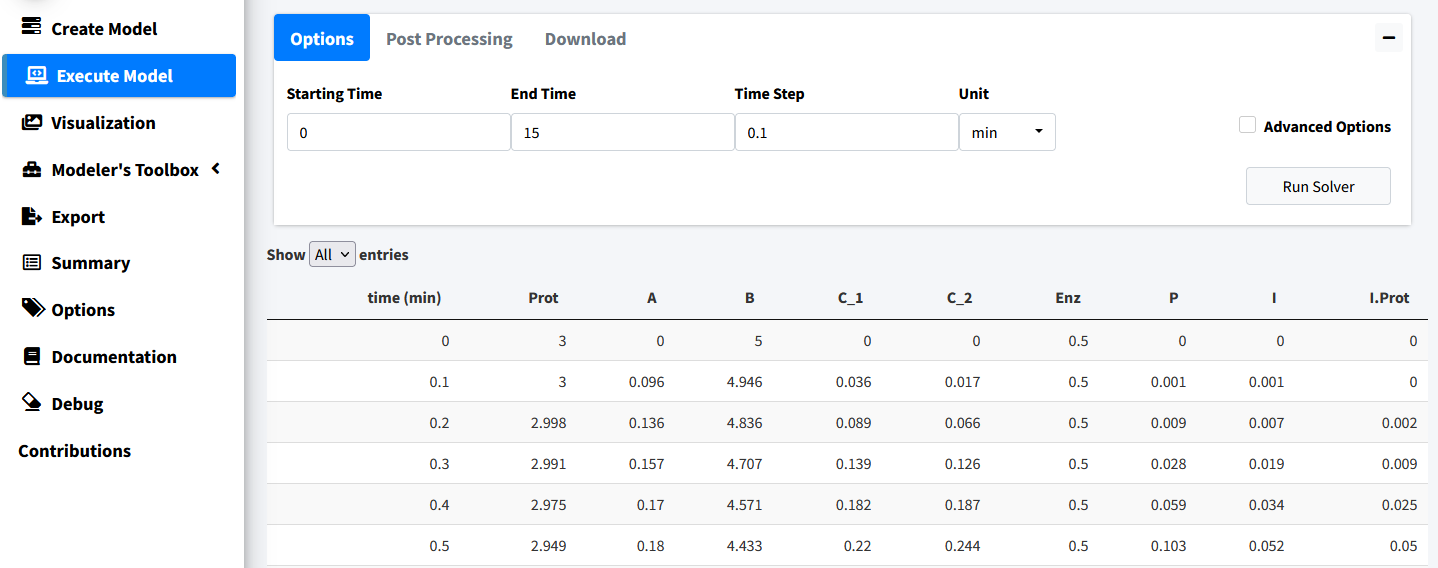 Create Model
Execute Model
Visualization
Modeler's Toolbox
Export
Summary
Options
Documentation
Debug
Contributions
Options Post Processing Download
Starting Time End Time Time Step Unit
0 15 0.1 min
Advanced Options
Run Solver
Show All entries
time (min) Prot A B C_1 C_2 Enz P I I.Prot
0 3 0 5 0 0 0.5 0 0 0
0.1 3 0.096 4.946 0.036 0.017 0.5 0.001 0.001 0
0.2 2.998 0.136 4.836 0.089 0.066 0.5 0.009 0.007 0.002
0.3 2.991 0.157 4.707 0.139 0.126 0.5 0.028 0.019 0.009
0.4 2.975 0.17 4.571 0.182 0.187 0.5 0.059 0.034 0.025
0.5 2.949 0.18 4.433 0.22 0.244 0.5 0.103 0.052 0.05